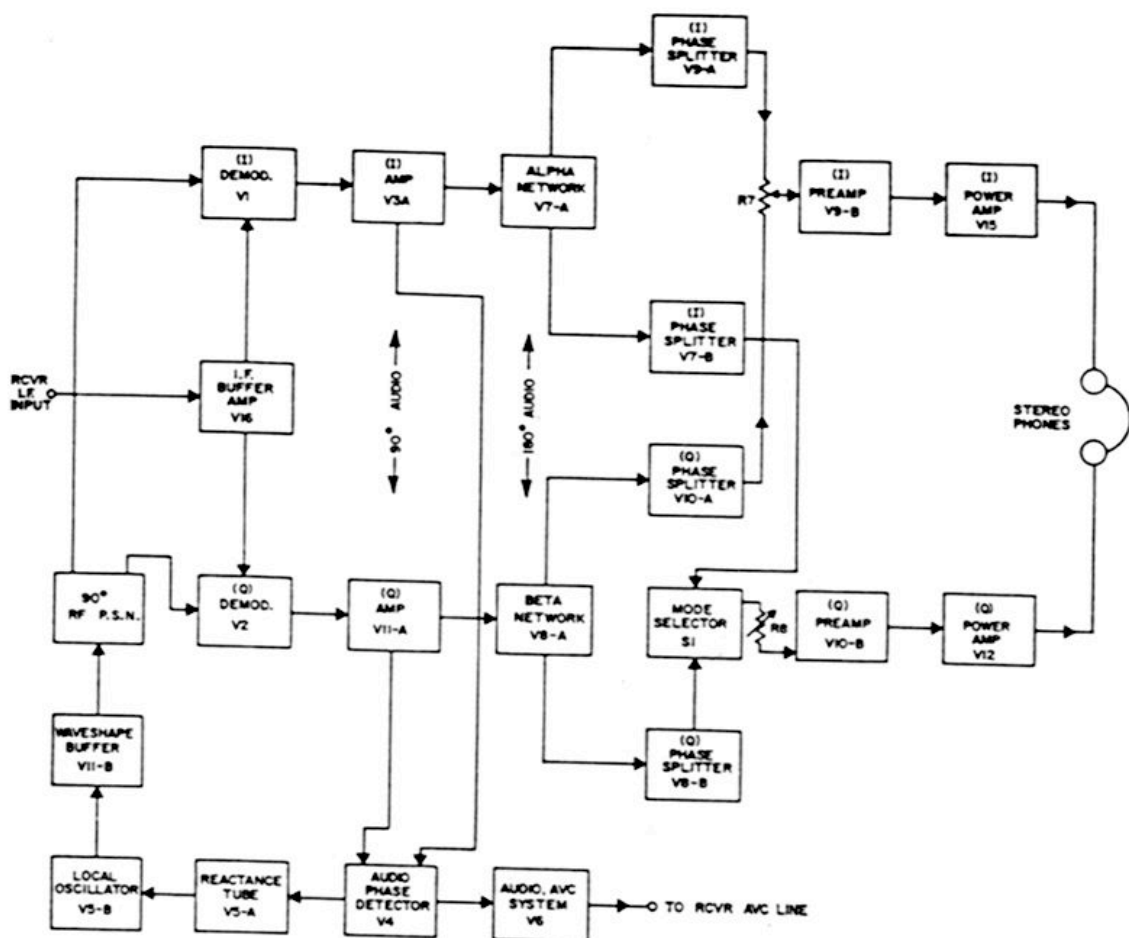 (I)
PHASE
SPLITTER
V9-A
(I)
DEMOD.
V1
(I)
AMP
V3A
ALPHA
NETWORK
V7-A
R7
(I)
PREAMP
V9-B
(I)
POWER
AMP
V15
(I)
PHASE
SPLITTER
V7-B
RCVR
I.F.
INPUT
I.F.
BUFFER
AMP
V16
90° AUDIO
180° AUDIO
STEREO
PHONES
(Q)
PHASE
SPLITTER
V10-A
90°
RF P.S.N.
(Q)
DEMOD.
V2
(Q)
AMP
V11-A
BETA
NETWORK
V8-A
MODE
SELECTOR
S1
R8
(Q)
PREAMP
V10-B
(Q)
POWER
AMP
V12
WAVESHAPE
BUFFER
V11-B
(Q)
PHASE
SPLITTER
V8-B
LOCAL
OSCILLATOR
V5-B
REACTANCE
TUBE
V5-A
AUDIO
PHASE
DETECTOR
V4
AUDIO, AVC
SYSTEM
V6
TO RCVR AVC LINE